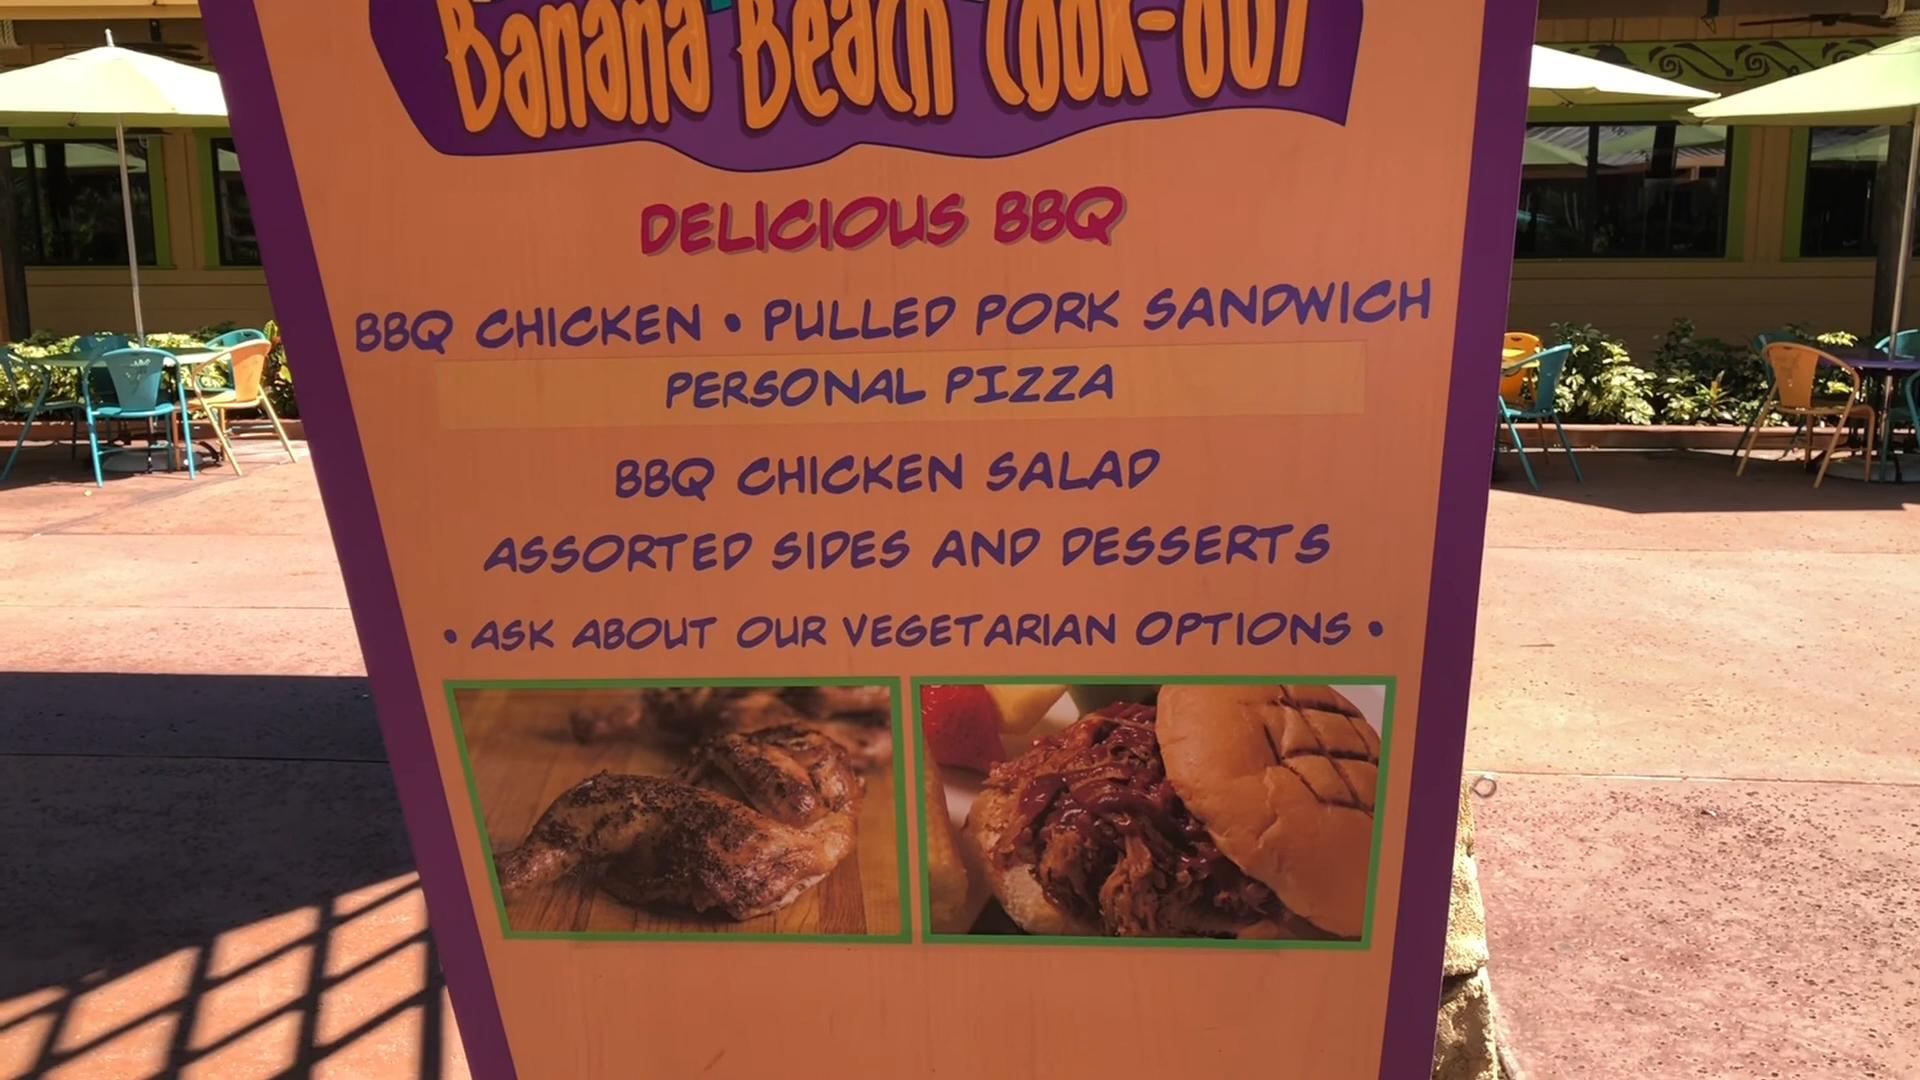 Banana Beach Cook-Out
DELICIOUS BBQ
BBQ CHICKEN • PULLED PORK SANDWICH
PERSONAL PIZZA
BBQ CHICKEN SALAD
ASSORTED SIDES AND DESSERTS
• ASK ABOUT OUR VEGETARIAN OPTIONS •